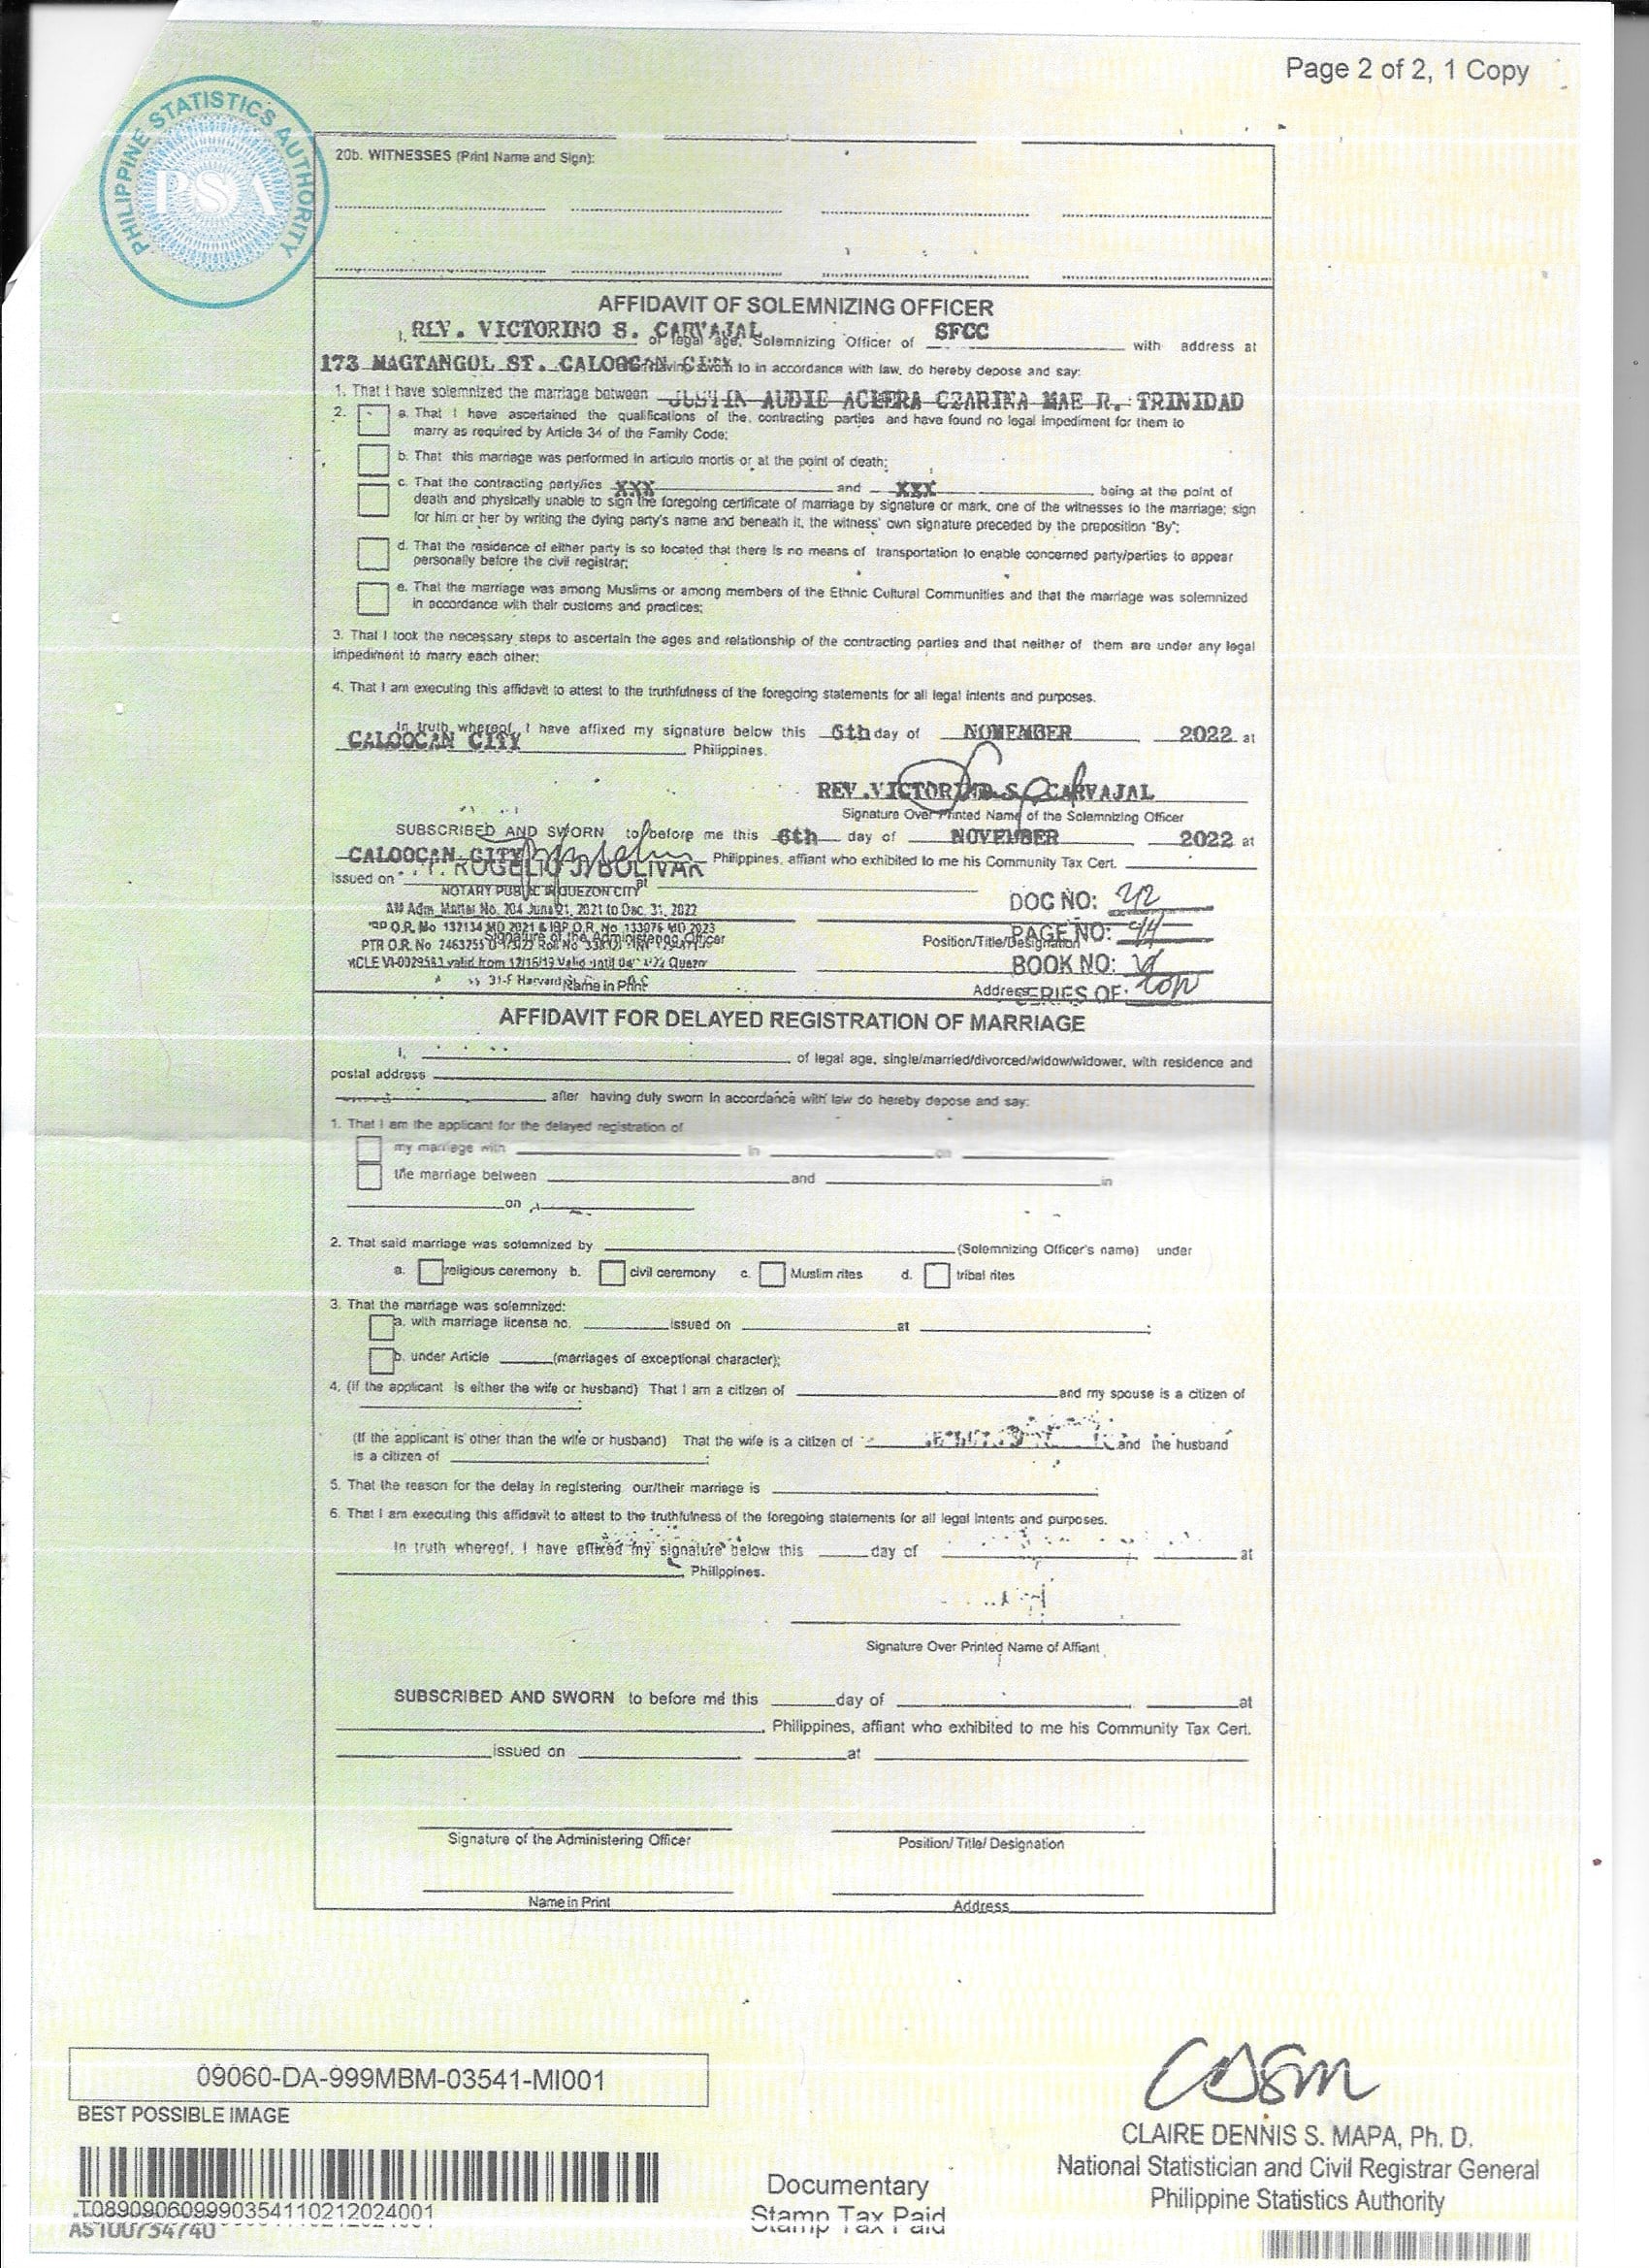 Page 2 of 2, 1 Copy
PHILIPPINE STATISTICS AUTHORITY
PSA
20b. WITNESSES (Print Name and Sign):
AFFIDAVIT OF SOLEMNIZING OFFICER
I, REV. VICTORINO S. CARVAJAL of legal age, Solemnizing Officer of SFCC with address at
173 MAGTANGOL ST. CALOOCAN CITY having sworn to in accordance with law, do hereby depose and say:
1. That I have solemnized the marriage between JUSTIN AUDIE ACLERA CZARINA MAE R. TRINIDAD
2. a. That I have ascertained the qualifications of the contracting parties and have found no legal impediment for them to
marry as required by Article 34 of the Family Code;
b. That this marriage was performed in articulo mortis or at the point of death;
c. That the contracting party/ies XXX and XXX being at the point of
death and physically unable to sign the foregoing certificate of marriage by signature or mark, one of the witnesses to the marriage; sign
for him or her by writing the dying party's name and beneath it, the witness' own signature preceded by the preposition "By";
d. That the residence of either party is so located that there is no means of transportation to enable concerned party/parties to appear
personally before the civil registrar;
e. That the marriage was among Muslims or among members of the Ethnic Cultural Communities and that the marriage was solemnized
in accordance with their customs and practices;
3. That I took the necessary steps to ascertain the ages and relationship of the contracting parties and that neither of them are under any legal
impediment to marry each other;
4. That I am executing this affidavit to attest to the truthfulness of the foregoing statements for all legal intents and purposes.
In truth whereof, I have affixed my signature below this 6th day of NOVEMBER 2022 at
CALOOCAN CITY Philippines.
REV. VICTORINO S. CARVAJAL
Signature Over Printed Name of the Solemnizing Officer
SUBSCRIBED AND SWORN to before me this 6th day of NOVEMBER 2022 at
CALOOCAN CITY Philippines, affiant who exhibited to me his Community Tax Cert.
issued on at
ROGELIO J. BOLIVAR
NOTARY PUBLIC IN QUEZON CITY
DOC NO: 212
AM Adm. Matter No. 204 June 21, 2021 to Dec. 31, 2022
O.R. No 132134 MD 2021 & IBP O.R. No 133076 MD 2023
PAGE NO: 44
Signature of the Administering Officer
Position/Title/Designation
PTR O.R. No 2463255 D 1/3/22 Roll No 33832
BOOK NO: VI
MCLE VI-0029583 valid from 12/16/19 Valid until Quezon
31-F Harvard
Name in Print
Address
SERIES OF:
AFFIDAVIT FOR DELAYED REGISTRATION OF MARRIAGE
I, of legal age, single/married/divorced/widow/widower, with residence and
postal address
after having duly sworn in accordance with law do hereby depose and say:
1. That I am the applicant for the delayed registration of
my marriage with in on
the marriage between and in
on
2. That said marriage was solemnized by (Solemnizing Officer's name) under
a. religious ceremony b. civil ceremony c. Muslim rites d. tribal rites
3. That the marriage was solemnized:
a. with marriage license no. issued on at ;
b. under Article (marriages of exceptional character);
4. (If the applicant is either the wife or husband) That I am a citizen of and my spouse is a citizen of
(If the applicant is other than the wife or husband) That the wife is a citizen of and the husband
is a citizen of ;
5. That the reason for the delay in registering our/their marriage is
6. That I am executing this affidavit to attest to the truthfulness of the foregoing statements for all legal intents and purposes.
In truth whereof, I have affixed my signature below this day of at
Philippines.
Signature Over Printed Name of Affiant
SUBSCRIBED AND SWORN to before me this day of at
, Philippines, affiant who exhibited to me his Community Tax Cert.
issued on at
Signature of the Administering Officer
Position/ Title/ Designation
Name in Print
Address
09060-DA-999MBM-03541-MI001
BEST POSSIBLE IMAGE
T08909060999035411021​2024001
AS100754740
Documentary
Stamp Tax Paid
CLAIRE DENNIS S. MAPA, Ph. D.
National Statistician and Civil Registrar General
Philippine Statistics Authority